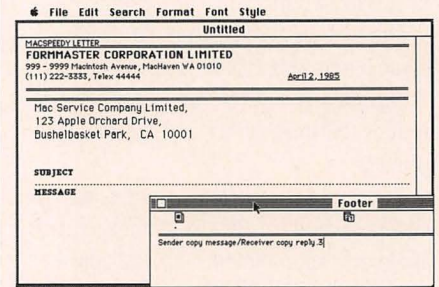 File Edit Search Format Font Style
Untitled
MACSPEEDY LETTER
FORMMASTER CORPORATION LIMITED
999 - 9999 Macintosh Avenue, MacHaven WA 01010
(111) 222-3333, Telex 44444 April 2, 1985
Mac Service Company Limited,
123 Apple Orchard Drive,
Bushelbasket Park, CA 10001
SUBJECT
MESSAGE
Footer
Sender copy message/Receiver copy reply.3